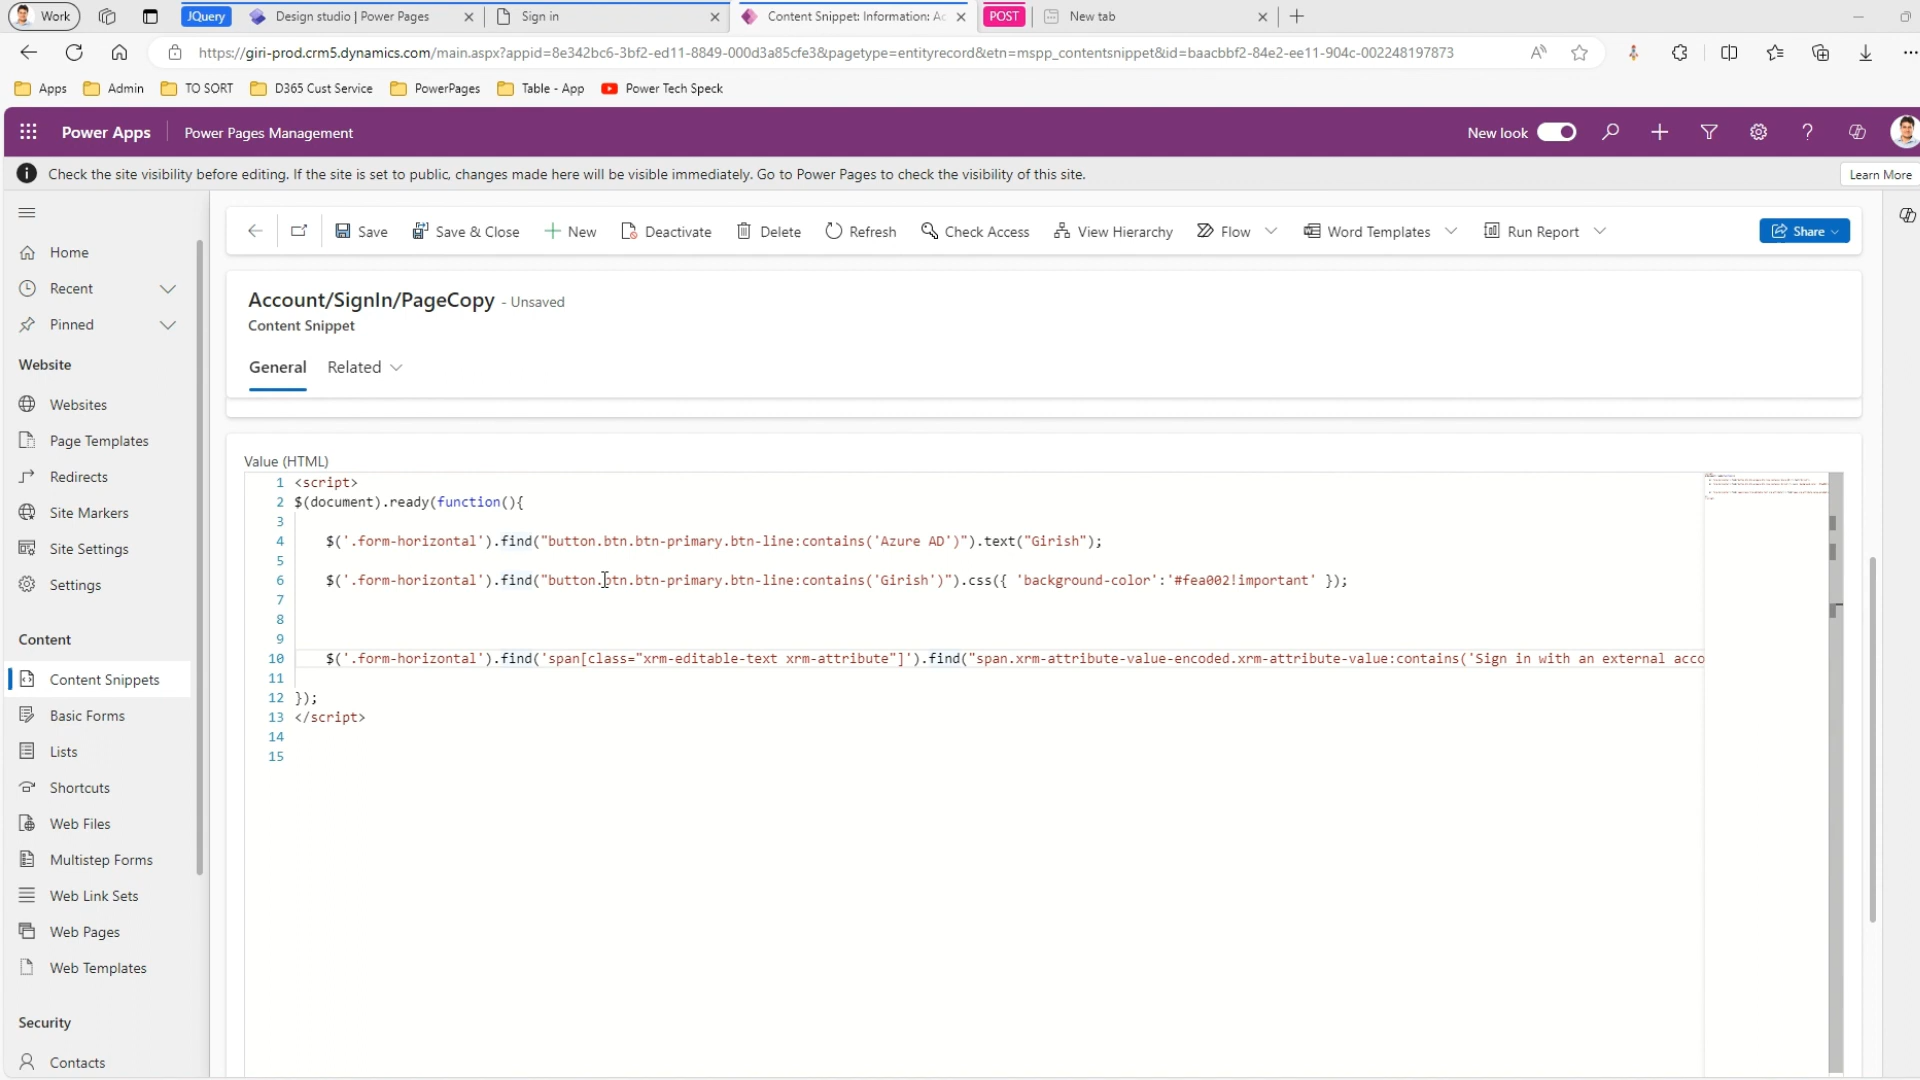 Work
JQuery
Design studio | Power Pages
Sign in
Content Snippet: Information: Ac
POST
New tab
https://giri-prod.crm5.dynamics.com/main.aspx?appid=8e342bc6-3bf2-ed11-8849-000d3a85cfe3&pagetype=entityrecord&etn=mspp_contentsnippet&id=baacbbf2-84e2-ee11-904c-002248197873
Apps
Admin
TO SORT
D365 Cust Service
PowerPages
Table - App
Power Tech Speck
Power Apps
Power Pages Management
New look
Check the site visibility before editing. If the site is set to public, changes made here will be visible immediately. Go to Power Pages to check the visibility of this site.
Learn More
Save
Save & Close
New
Deactivate
Delete
Refresh
Check Access
View Hierarchy
Flow
Word Templates
Run Report
Share
Home
Recent
Pinned
Website
Websites
Page Templates
Redirects
Site Markers
Site Settings
Settings
Content
Content Snippets
Basic Forms
Lists
Shortcuts
Web Files
Multistep Forms
Web Link Sets
Web Pages
Web Templates
Security
Contacts
Account/SignIn/PageCopy - Unsaved
Content Snippet
General
Related
Value (HTML)
1 <script>
2 $(document).ready(function(){
3
4 $('.form-horizontal').find("button.btn.btn-primary.btn-line:contains('Azure AD')").text("Girish");
5
6 $('.form-horizontal').find("button.btn.btn-primary.btn-line:contains('Girish')").css({ 'background-color':'#fea002!important' });
7
8
9
10 $('.form-horizontal').find('span[class="xrm-editable-text xrm-attribute"]').find("span.xrm-attribute-value-encoded.xrm-attribute-value:contains('Sign in with an external acco
11
12 });
13 </script>
14
15